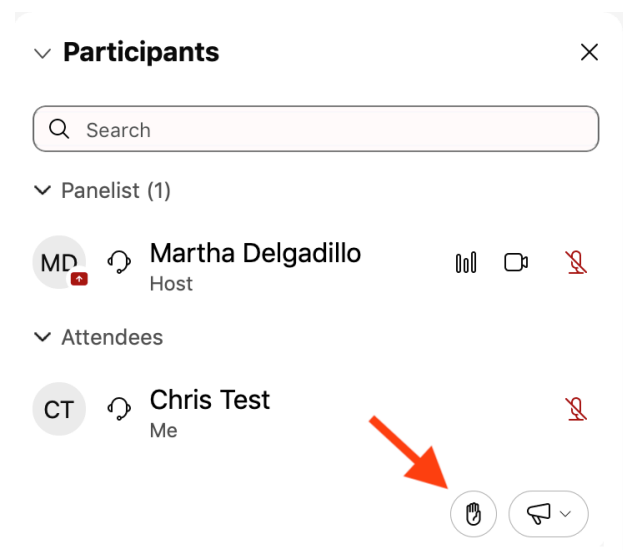 Participants
Search
Panelist (1)
MD
Martha Delgadillo
Host
Attendees
CT
Chris Test
Me